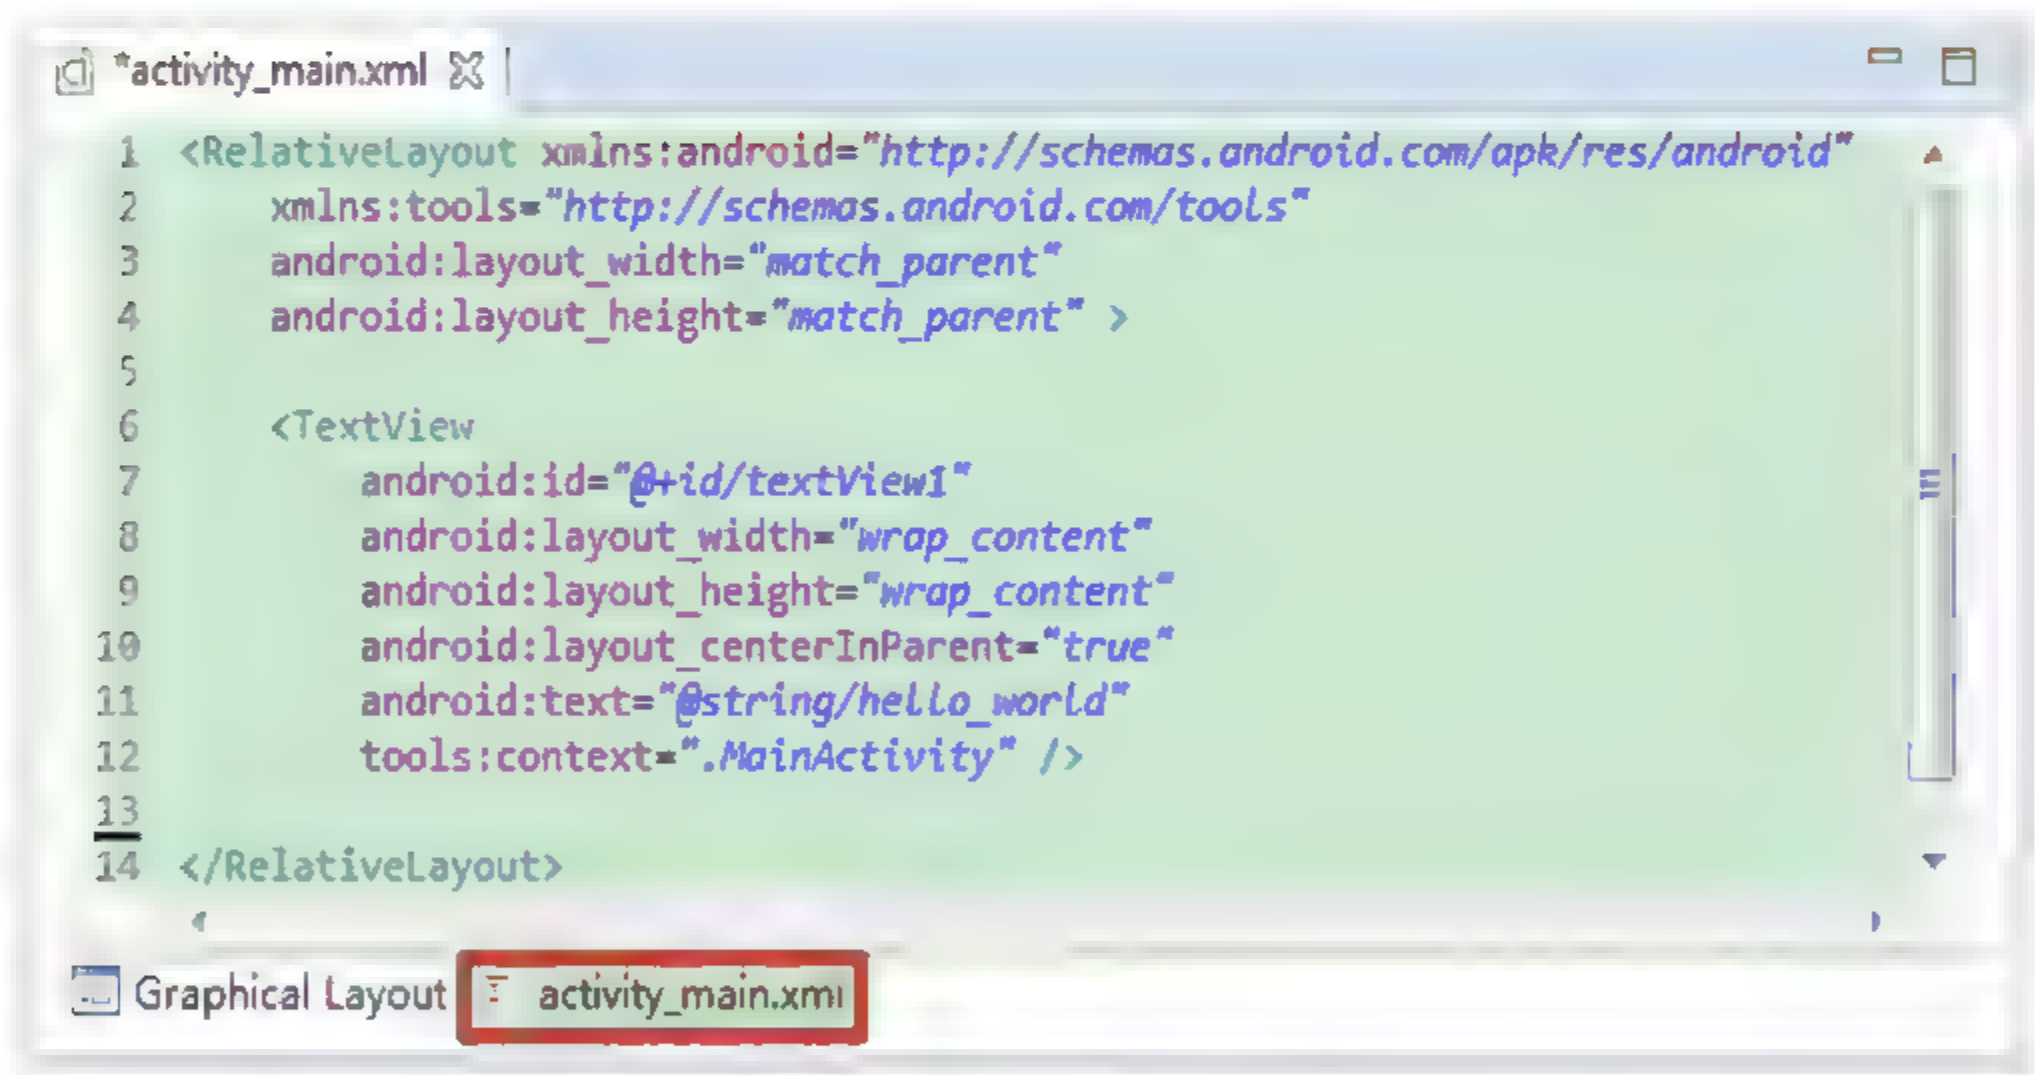 *activity_main.xml
1 <RelativeLayout xmlns:android="http://schemas.android.com/apk/res/android"
2 xmlns:tools="http://schemas.android.com/tools"
3 android:layout_width="match_parent"
4 android:layout_height="match_parent" >
5
6 <TextView
7 android:id="@+id/textView1"
8 android:layout_width="wrap_content"
9 android:layout_height="wrap_content"
10 android:layout_centerInParent="true"
11 android:text="@string/hello_world"
12 tools:context=".MainActivity" />
13
14 </RelativeLayout>
Graphical Layout activity_main.xml